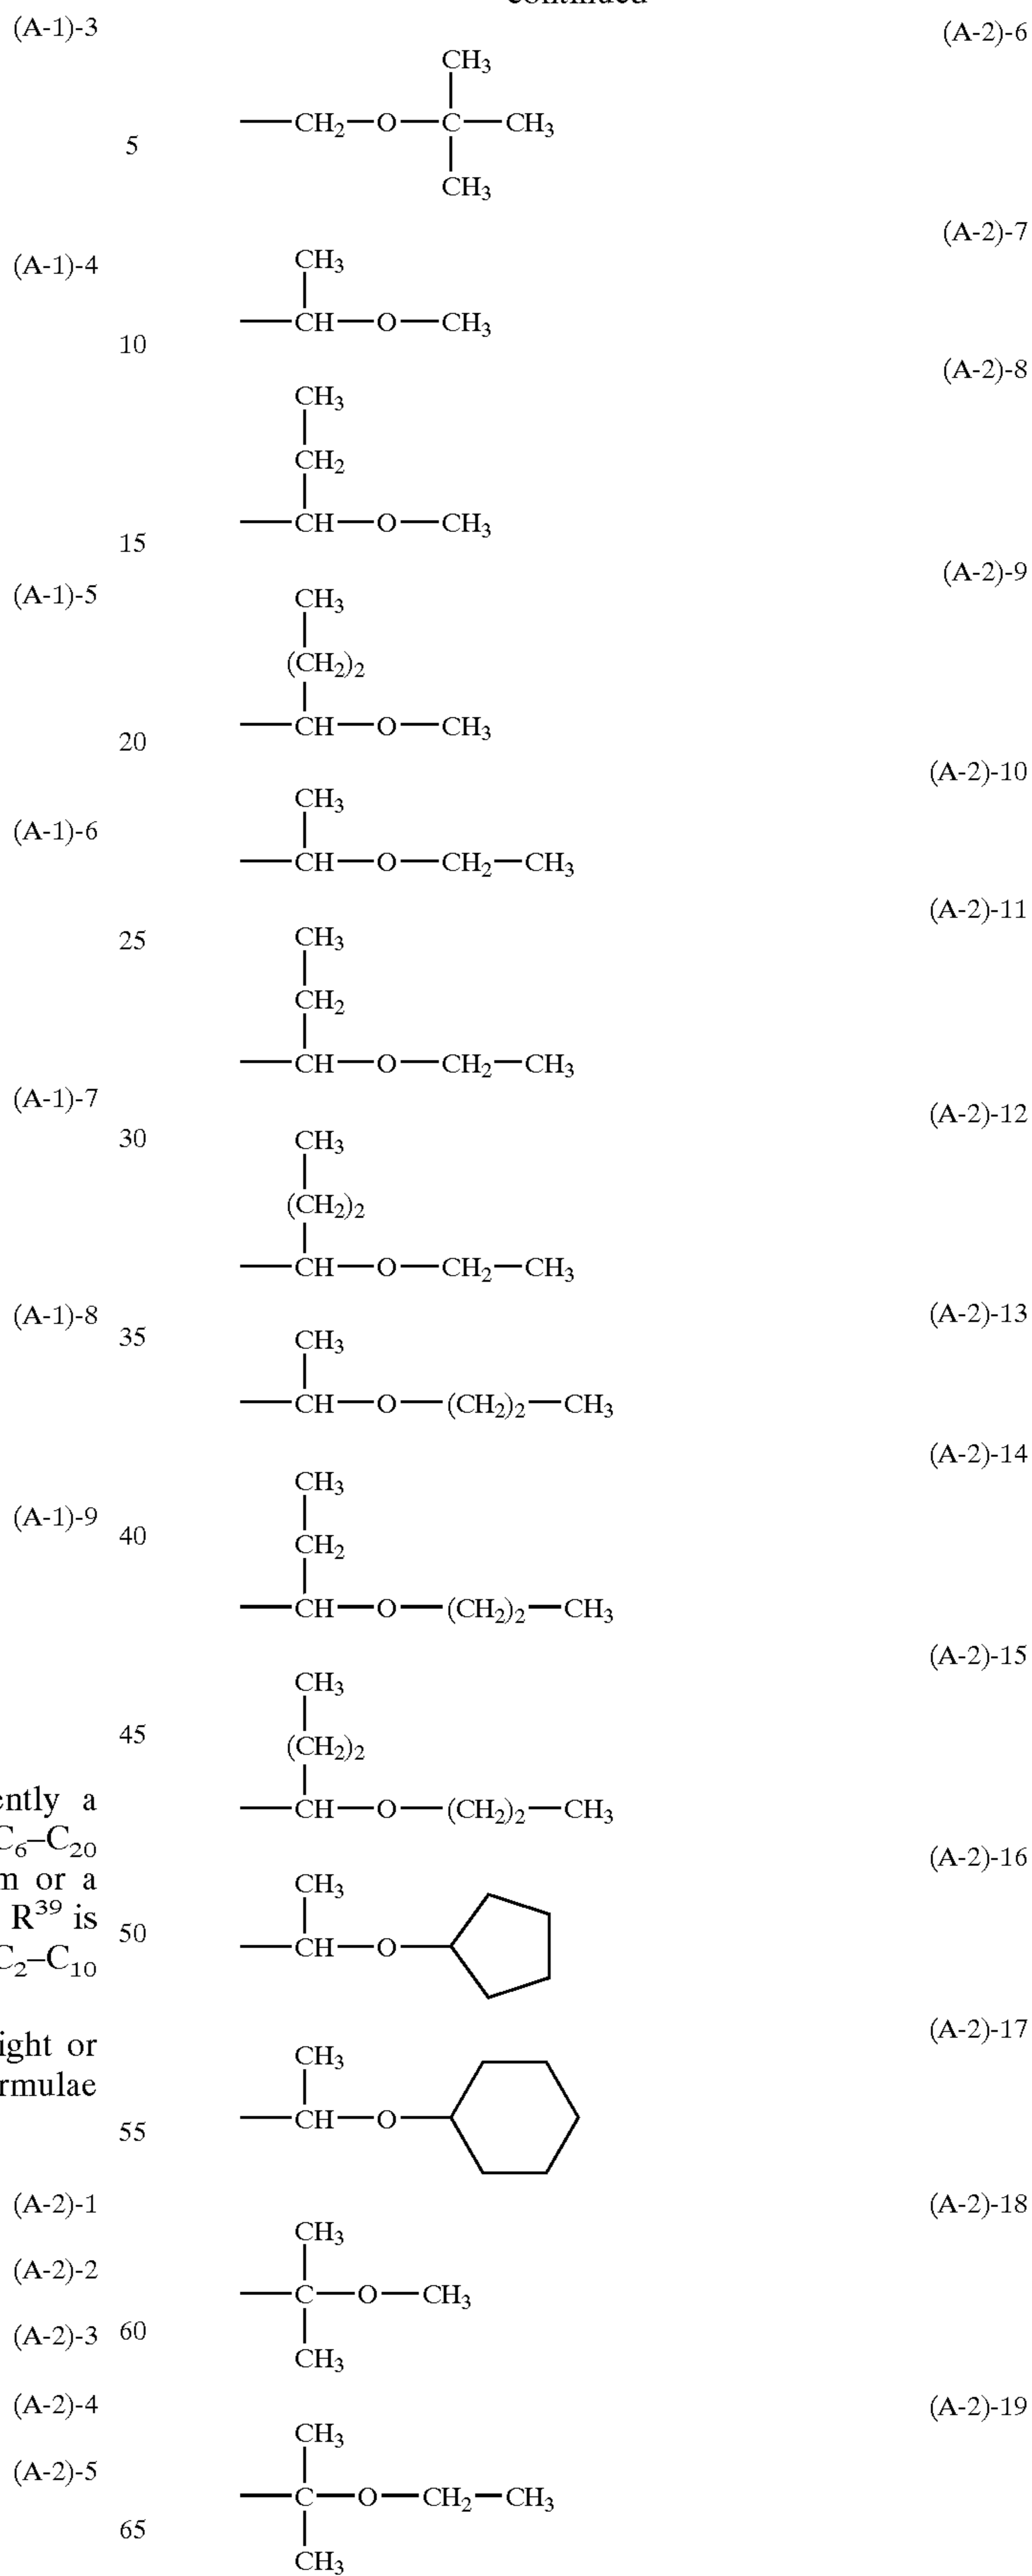 (A-1)-3
(A-1)-4
(A-1)-5
(A-1)-6
(A-1)-7
(A-1)-8
(A-1)-9
ently a
C₆–C₂₀
m or a
R³⁹ is
C₂–C₁₀
ight or
rmulae
(A-2)-1
(A-2)-2
(A-2)-3
(A-2)-4
(A-2)-5
(A-2)-6
CH₃
—CH₂—O—C—CH₃
CH₃
5
(A-2)-7
CH₃
—CH—O—CH₃
10
(A-2)-8
CH₃
CH₂
—CH—O—CH₃
15
(A-2)-9
CH₃
(CH₂)₂
—CH—O—CH₃
20
(A-2)-10
CH₃
—CH—O—CH₂—CH₃
(A-2)-11
25
CH₃
CH₂
—CH—O—CH₂—CH₃
(A-2)-12
30
CH₃
(CH₂)₂
—CH—O—CH₂—CH₃
(A-2)-13
35
CH₃
—CH—O—(CH₂)₂—CH₃
(A-2)-14
CH₃
40
CH₂
—CH—O—(CH₂)₂—CH₃
(A-2)-15
CH₃
45
(CH₂)₂
—CH—O—(CH₂)₂—CH₃
(A-2)-16
CH₃
50
—CH—O—
(A-2)-17
CH₃
—CH—O—
55
(A-2)-18
CH₃
—C—O—CH₃
60
CH₃
(A-2)-19
CH₃
—C—O—CH₂—CH₃
65
CH₃